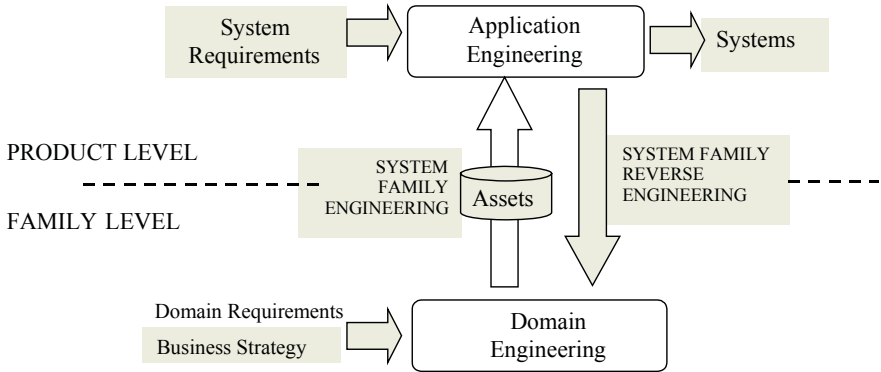 System
Requirements
Application
Engineering
Systems
PRODUCT LEVEL
FAMILY LEVEL
SYSTEM
FAMILY
ENGINEERING
Assets
SYSTEM FAMILY
REVERSE
ENGINEERING
Domain Requirements
Business Strategy
Domain
Engineering